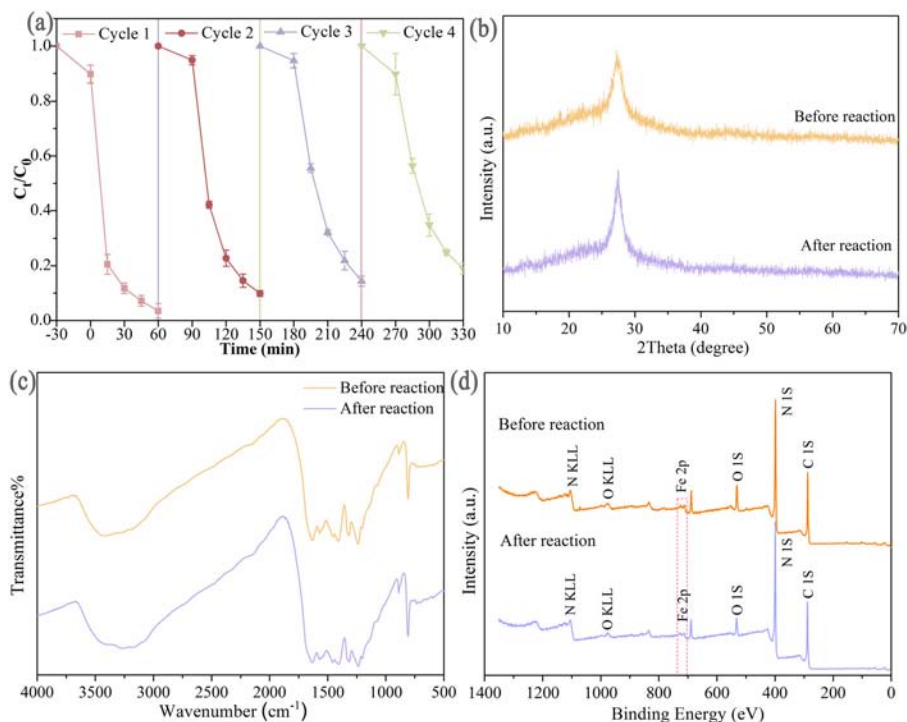 (a)
Cycle 1
Cycle 2
Cycle 3
Cycle 4
1.0
0.8
0.6
0.4
0.2
0.0
Ct/C0
-30 0 30 60 90 120 150 180 210 240 270 300 330
Time (min)
(b)
Before reaction
After reaction
Intensity (a.u.)
10 20 30 40 50 60 70
2Theta (degree)
(c)
Before reaction
After reaction
Transmittance%
4000 3500 3000 2500 2000 1500 1000 500
Wavenumber (cm-1)
(d)
Before reaction
N KLL
O KLL
Fe 2p
O 1S
N 1S
C 1S
After reaction
N KLL
O KLL
Fe 2p
O 1S
N 1S
C 1S
Intensity (a.u.)
1400 1200 1000 800 600 400 200 0
Binding Energy (eV)